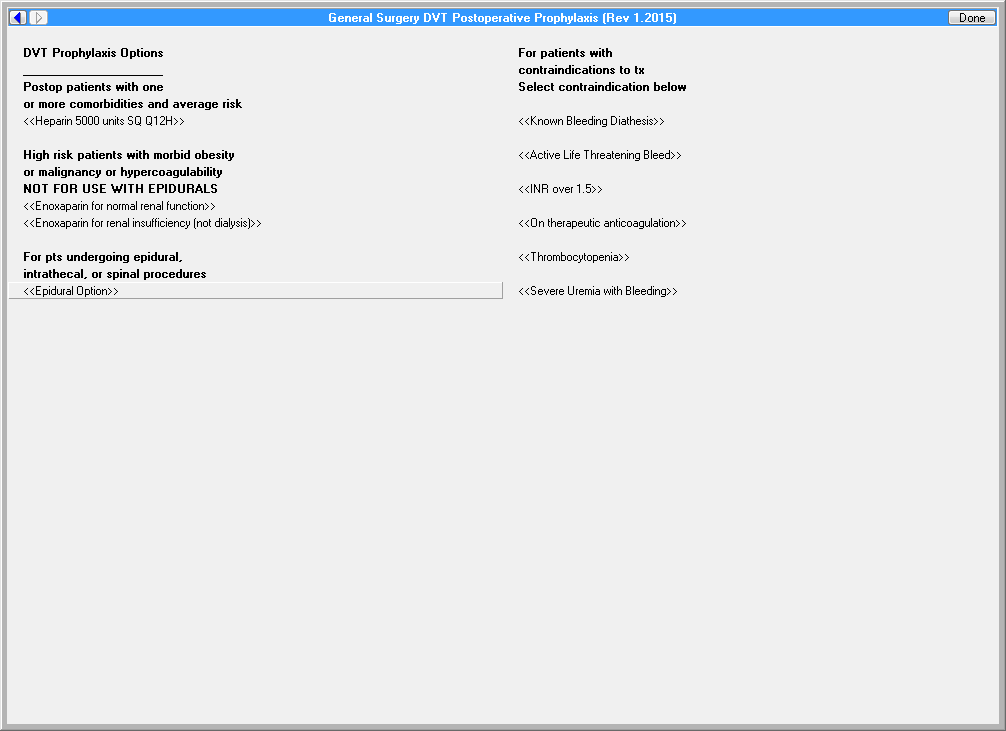 General Surgery DVT Postoperative Prophylaxis (Rev 1.2015)
Done
DVT Prophylaxis Options
Postop patients with one
or more comorbidities and average risk
<<Heparin 5000 units SQ Q12H>>
High risk patients with morbid obesity
or malignancy or hypercoagulability
NOT FOR USE WITH EPIDURALS
<<Enoxaparin for normal renal function>>
<<Enoxaparin for renal insufficiency (not dialysis)>>
For pts undergoing epidural,
intrathecal, or spinal procedures
<<Epidural Option>>
For patients with
contraindications to tx
Select contraindication below
<<Known Bleeding Diathesis>>
<<Active Life Threatening Bleed>>
<<INR over 1.5>>
<<On therapeutic anticoagulation>>
<<Thrombocytopenia>>
<<Severe Uremia with Bleeding>>